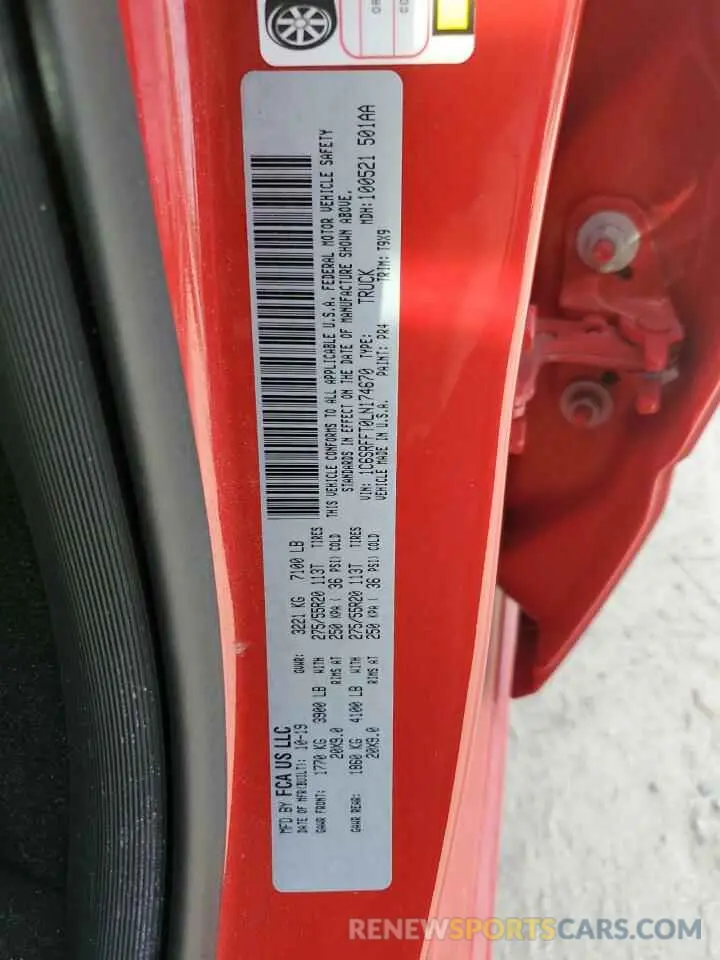 MFD BY FCA US LLC
DATE OF MFR(BUILT): 10-19
GVWR: 3221 KG 7100 LB
GAWR FRONT: 1770 KG 3900 LB WITH 275/55R20 113T TIRES
20X9.0 RIMS AT 250 KPA ( 36 PSI) COLD
GAWR REAR: 1860 KG 4100 LB WITH 275/55R20 113T TIRES
20X9.0 RIMS AT 250 KPA ( 36 PSI) COLD
THIS VEHICLE CONFORMS TO ALL APPLICABLE U.S.A. FEDERAL MOTOR VEHICLE SAFETY
STANDARDS IN EFFECT ON THE DATE OF MANUFACTURE SHOWN ABOVE.
VIN: 1C6SRFFT0LN174670 TYPE: TRUCK MDH:100521 501AA
VEHICLE MADE IN U.S.A. PAINT: PR4 TRIM: T9X9
RENEWSPORTSCARS.COM